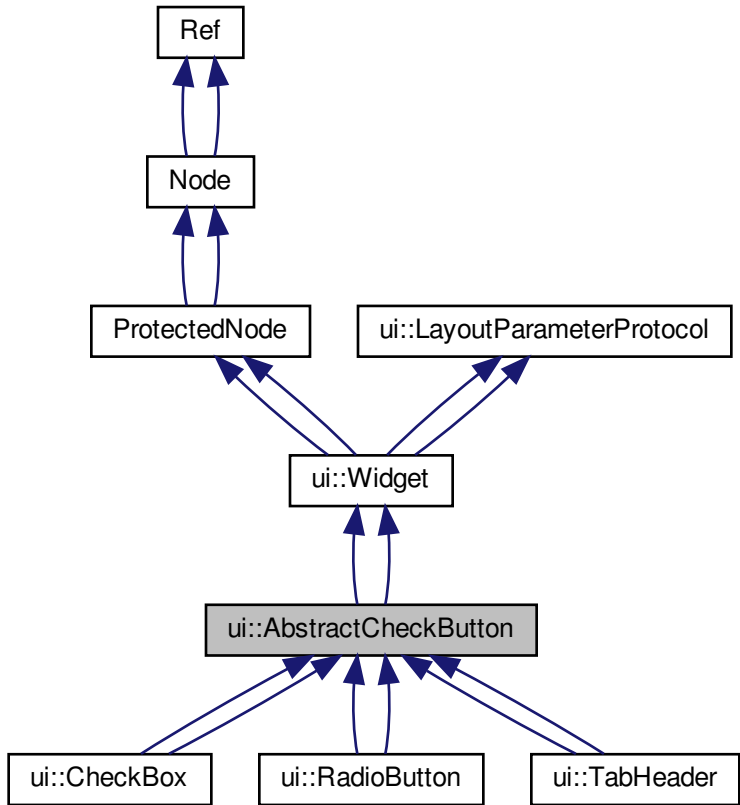 Ref
Node
ProtectedNode
ui::LayoutParameterProtocol
ui::Widget
ui::AbstractCheckButton
ui::CheckBox
ui::RadioButton
ui::TabHeader